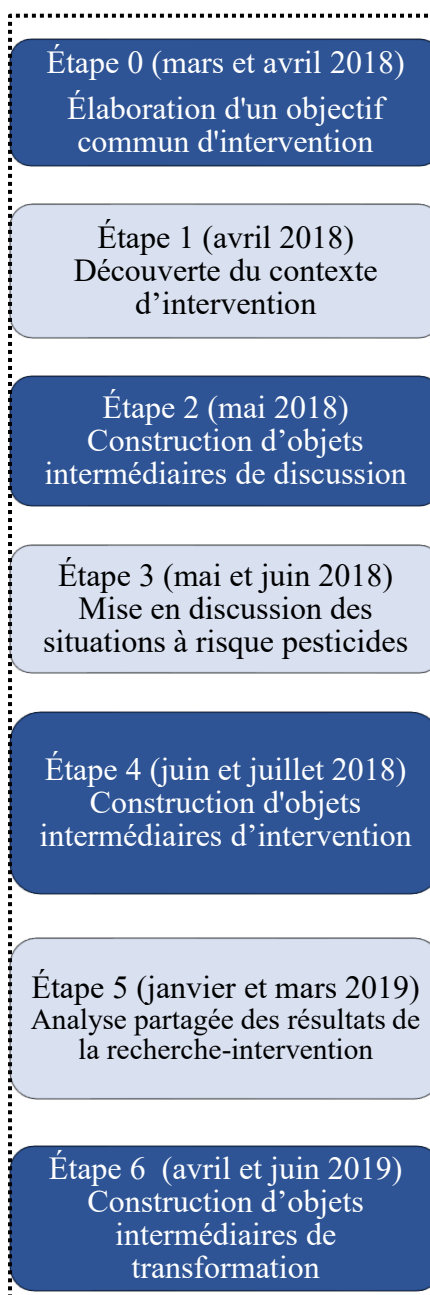 Étape 0 (mars et avril 2018)
Élaboration d'un objectif
commun d'intervention
Étape 1 (avril 2018)
Découverte du contexte
d’intervention
Étape 2 (mai 2018)
Construction d’objets
intermédiaires de discussion
Étape 3 (mai et juin 2018)
Mise en discussion des
situations à risque pesticides
Étape 4 (juin et juillet 2018)
Construction d'objets
intermédiaires d’intervention
Étape 5 (janvier et mars 2019)
Analyse partagée des résultats de
la recherche-intervention
Étape 6 (avril et juin 2019)
Construction d’objets
intermédiaires de
transformation